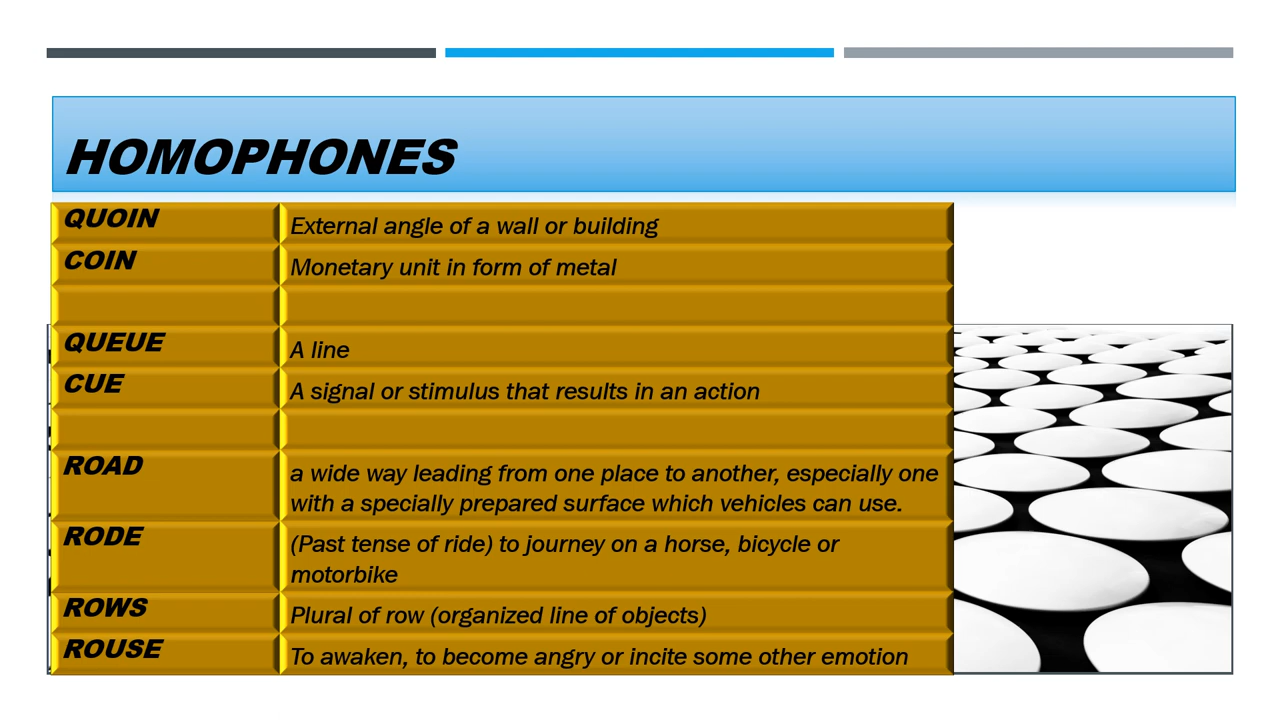 HOMOPHONES
QUOIN External angle of a wall or building
COIN Monetary unit in form of metal
QUEUE A line
CUE A signal or stimulus that results in an action
ROAD a wide way leading from one place to another, especially one
with a specially prepared surface which vehicles can use.
RODE (Past tense of ride) to journey on a horse, bicycle or
motorbike
ROWS Plural of row (organized line of objects)
ROUSE To awaken, to become angry or incite some other emotion